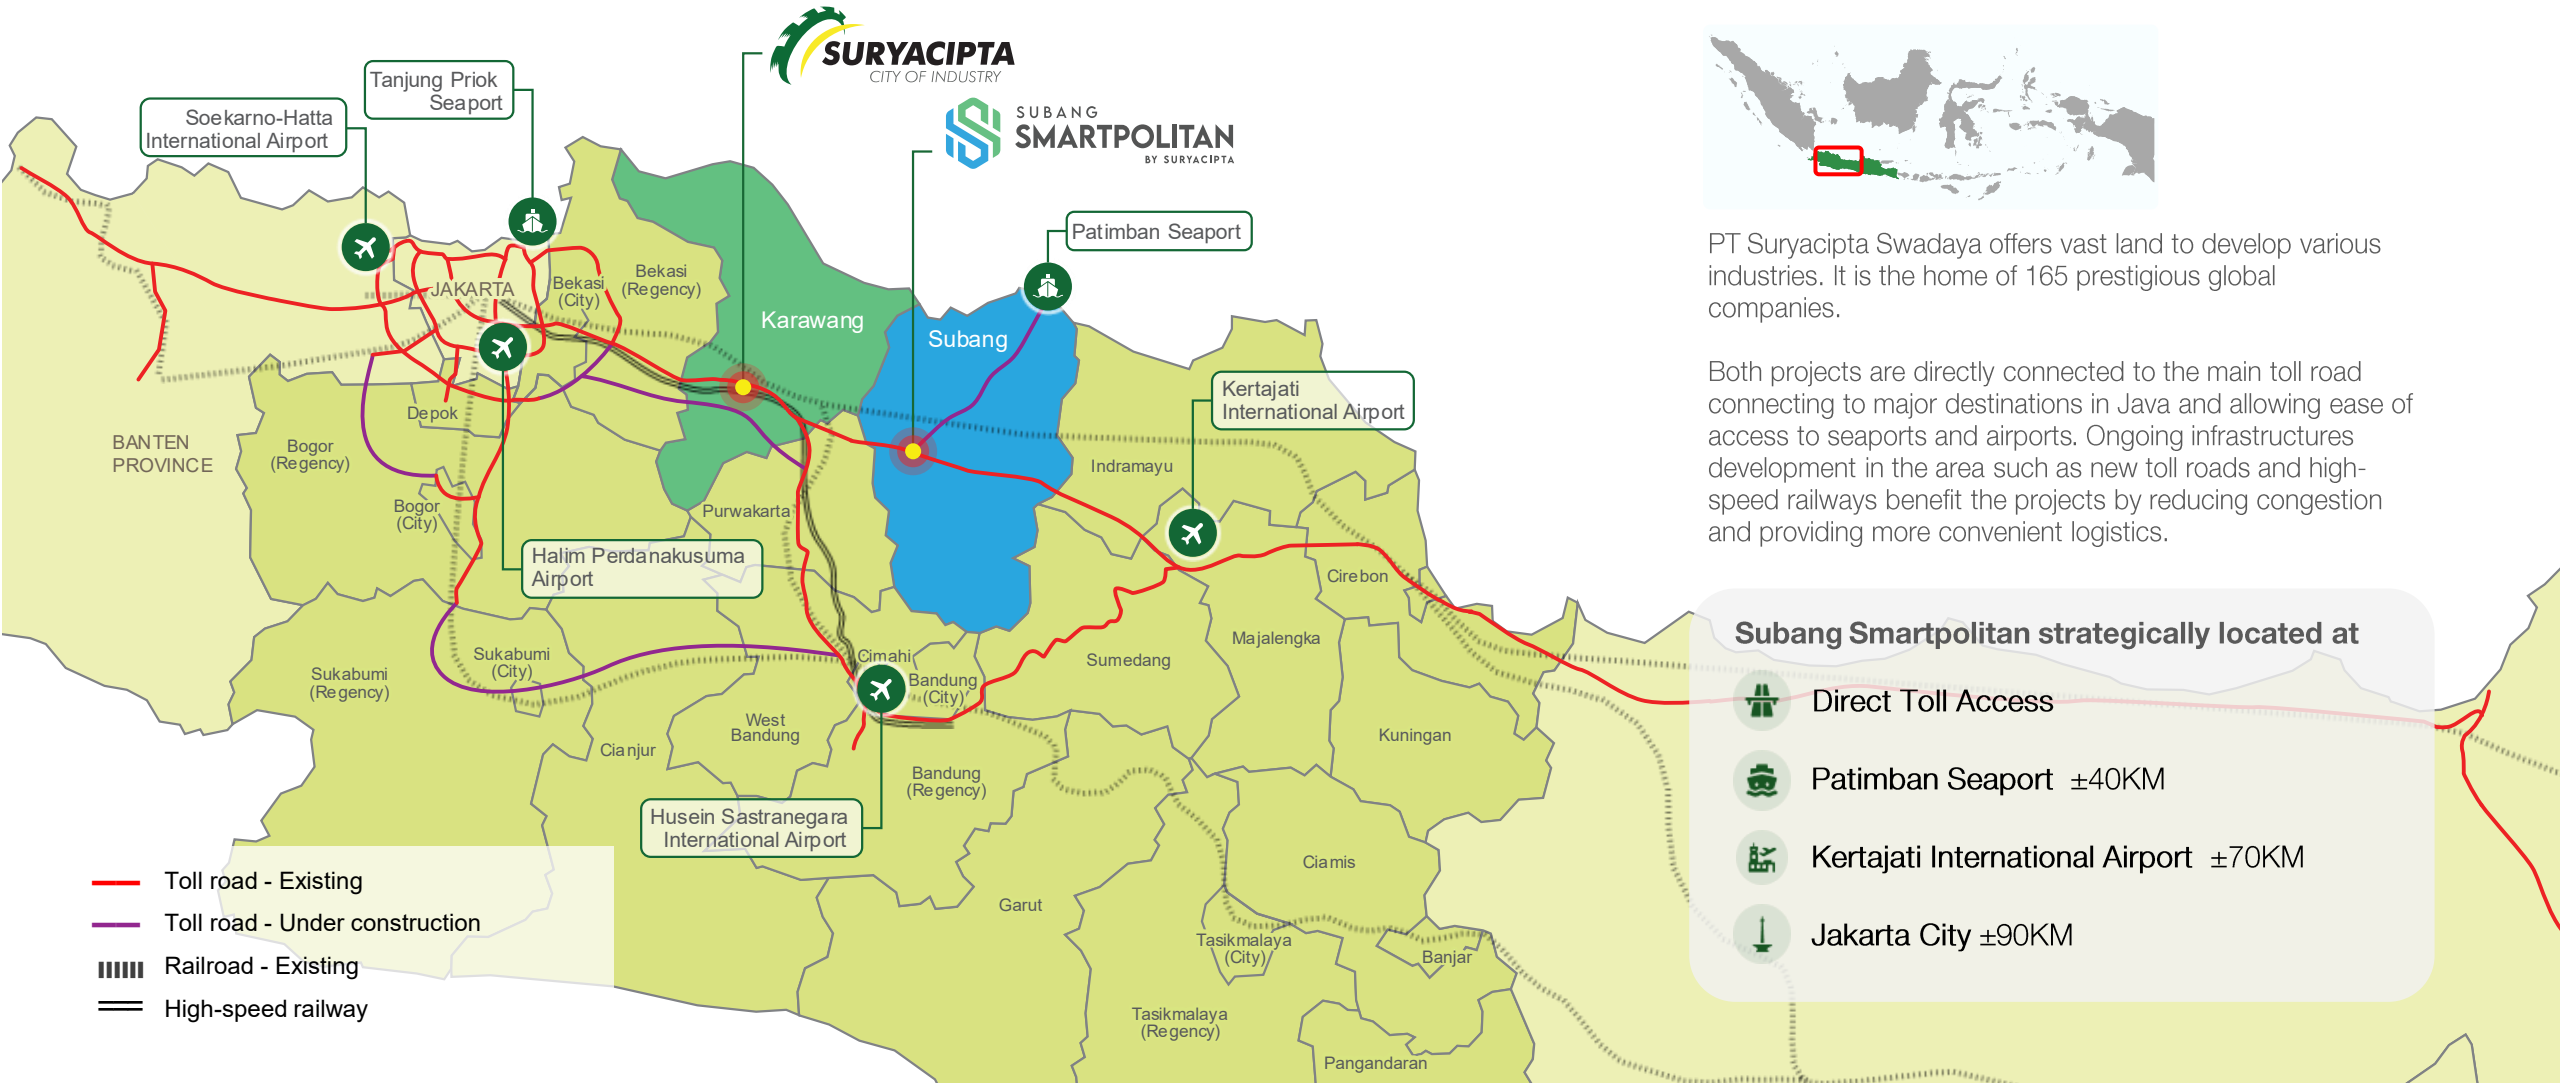 SURYACIPTA
CITY OF INDUSTRY
SUBANG
SMARTPOLITAN
BY SURYACIPTA
Tanjung Priok
Seaport
Soekarno-Hatta
International Airport
Patimban Seaport
JAKARTA
Bekasi
(City)
Bekasi
(Regency)
Karawang
Subang
Kertajati
International Airport
Depok
BANTEN
PROVINCE
Bogor
(Regency)
Bogor
(City)
Purwakarta
Indramayu
Halim Perdanakusuma
Airport
Cirebon
Majalengka
Sumedang
Cimahi
Bandung
(City)
Sukabumi
(City)
Sukabumi
(Regency)
West
Bandung
Cianjur
Kuningan
Bandung
(Regency)
Husein Sastranegara
International Airport
Ciamis
Garut
Tasikmalaya
(City)
Banjar
Tasikmalaya
(Regency)
Pangandaran
Toll road - Existing
Toll road - Under construction
Railroad - Existing
High-speed railway
PT Suryacipta Swadaya offers vast land to develop various
industries. It is the home of 165 prestigious global
companies.
Both projects are directly connected to the main toll road
connecting to major destinations in Java and allowing ease of
access to seaports and airports. Ongoing infrastructures
development in the area such as new toll roads and high-
speed railways benefit the projects by reducing congestion
and providing more convenient logistics.
Subang Smartpolitan strategically located at
Direct Toll Access
Patimban Seaport ±40KM
Kertajati International Airport ±70KM
Jakarta City ±90KM